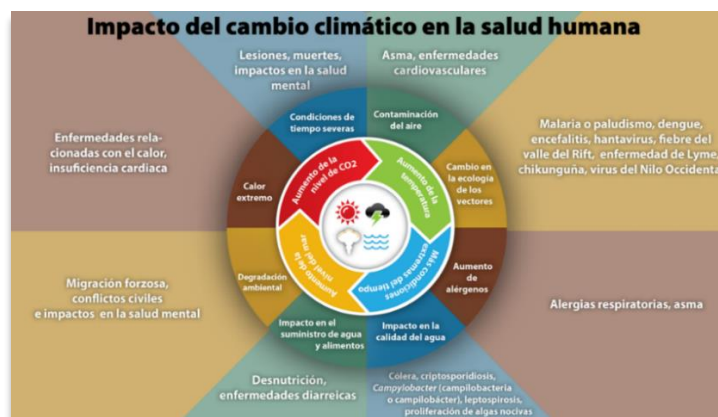 Impacto del cambio climático en la salud humana
Lesiones, muertes,
impactos en la salud
mental
Asma, enfermedades
cardiovasculares
Condiciones de
tiempo severas
Contaminación
del aire
Enfermedades rela-
cionadas con el calor,
insuficiencia cardiaca
Malaria o paludismo, dengue,
encefalitis, hantavirus, fiebre del
valle del Rift, enfermedad de Lyme,
chikunguña, virus del Nilo Occidental
Calor
extremo
Aumento de la
nivel de CO2
Aumento de la
temperatura
Cambio en
la ecología
de los
vectores
Aumento de la
nivel del mar
Más condiciones
extremas del tiempo
Degradación
ambiental
Aumento
de
alérgenos
Migración forzosa,
conflictos civiles
e impactos en la salud mental
Alergias respiratorias, asma
Impacto en el
suministro de agua
y alimentos
Impacto en la
calidad del agua
Desnutrición,
enfermedades diarreicas
Cólera, criptosporidiosis,
Campylobacter (campilobacteria
o campilobácter), leptospirosis,
proliferación de algas nocivas